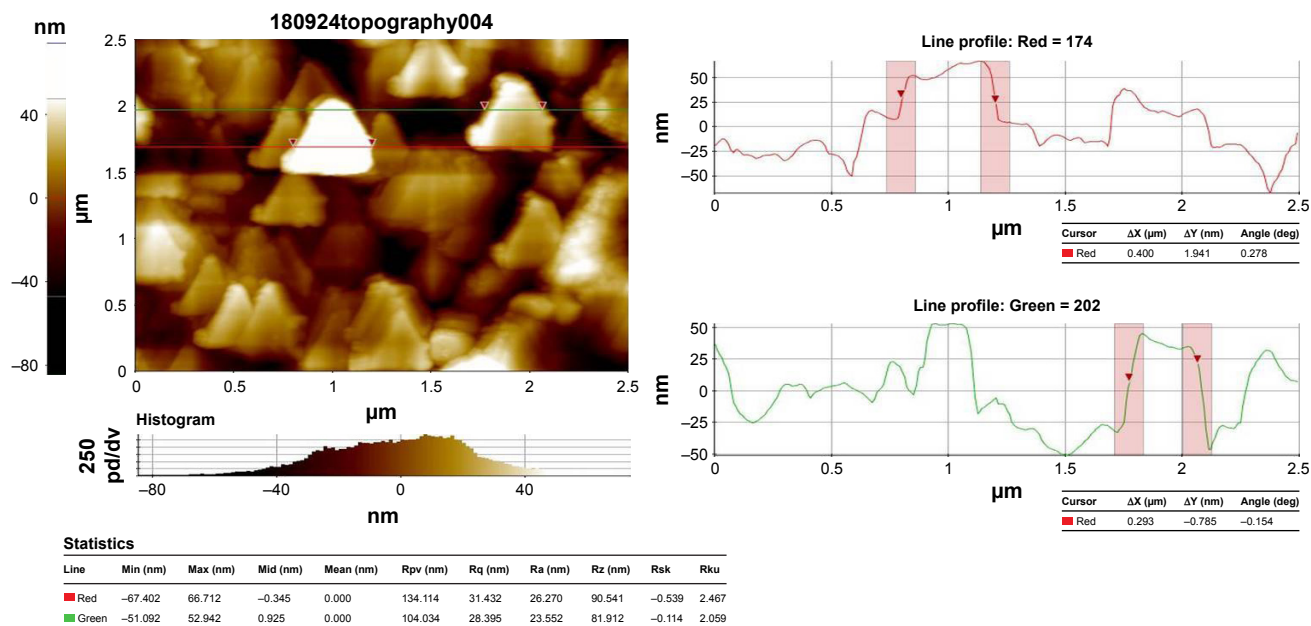 180924topography004
nm
40
0
−40
−80
2.5
2
1.5
1
0.5
0
µm
0
0.5
1
1.5
2
2.5
µm
Histogram
250
pd/dv
−80
−40
0
40
nm
Line profile: Red = 174
50
25
0
−25
−50
nm
0
0.5
1
1.5
2
2.5
µm
Cursor ΔX (µm) ΔY (nm) Angle (deg)
Red 0.400 1.941 0.278
Line profile: Green = 202
50
25
0
−25
−50
nm
0
0.5
1
1.5
2
2.5
µm
Cursor ΔX (µm) ΔY (nm) Angle (deg)
Red 0.293 −0.785 −0.154
Statistics
Line Min (nm) Max (nm) Mid (nm) Mean (nm) Rpv (nm) Rq (nm) Ra (nm) Rz (nm) Rsk Rku
Red −67.402 66.712 −0.345 0.000 134.114 31.432 26.270 90.541 −0.539 2.467
Green −51.092 52.942 0.925 0.000 104.034 28.395 23.552 81.912 −0.114 2.059